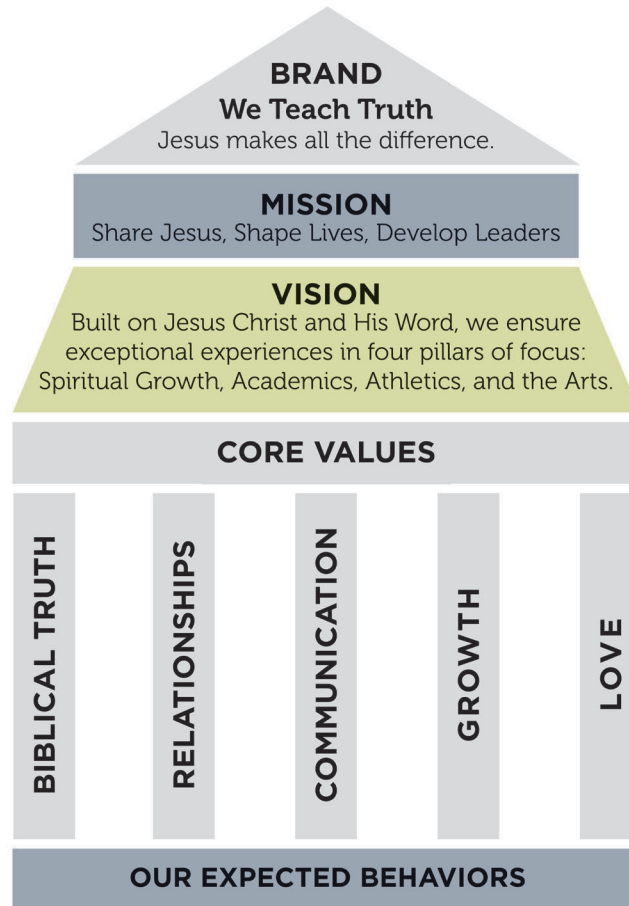 BRAND
We Teach Truth
Jesus makes all the difference.
MISSION
Share Jesus, Shape Lives, Develop Leaders
VISION
Built on Jesus Christ and His Word, we ensure
exceptional experiences in four pillars of focus:
Spiritual Growth, Academics, Athletics, and the Arts.
CORE VALUES
BIBLICAL TRUTH
RELATIONSHIPS
COMMUNICATION
GROWTH
LOVE
OUR EXPECTED BEHAVIORS